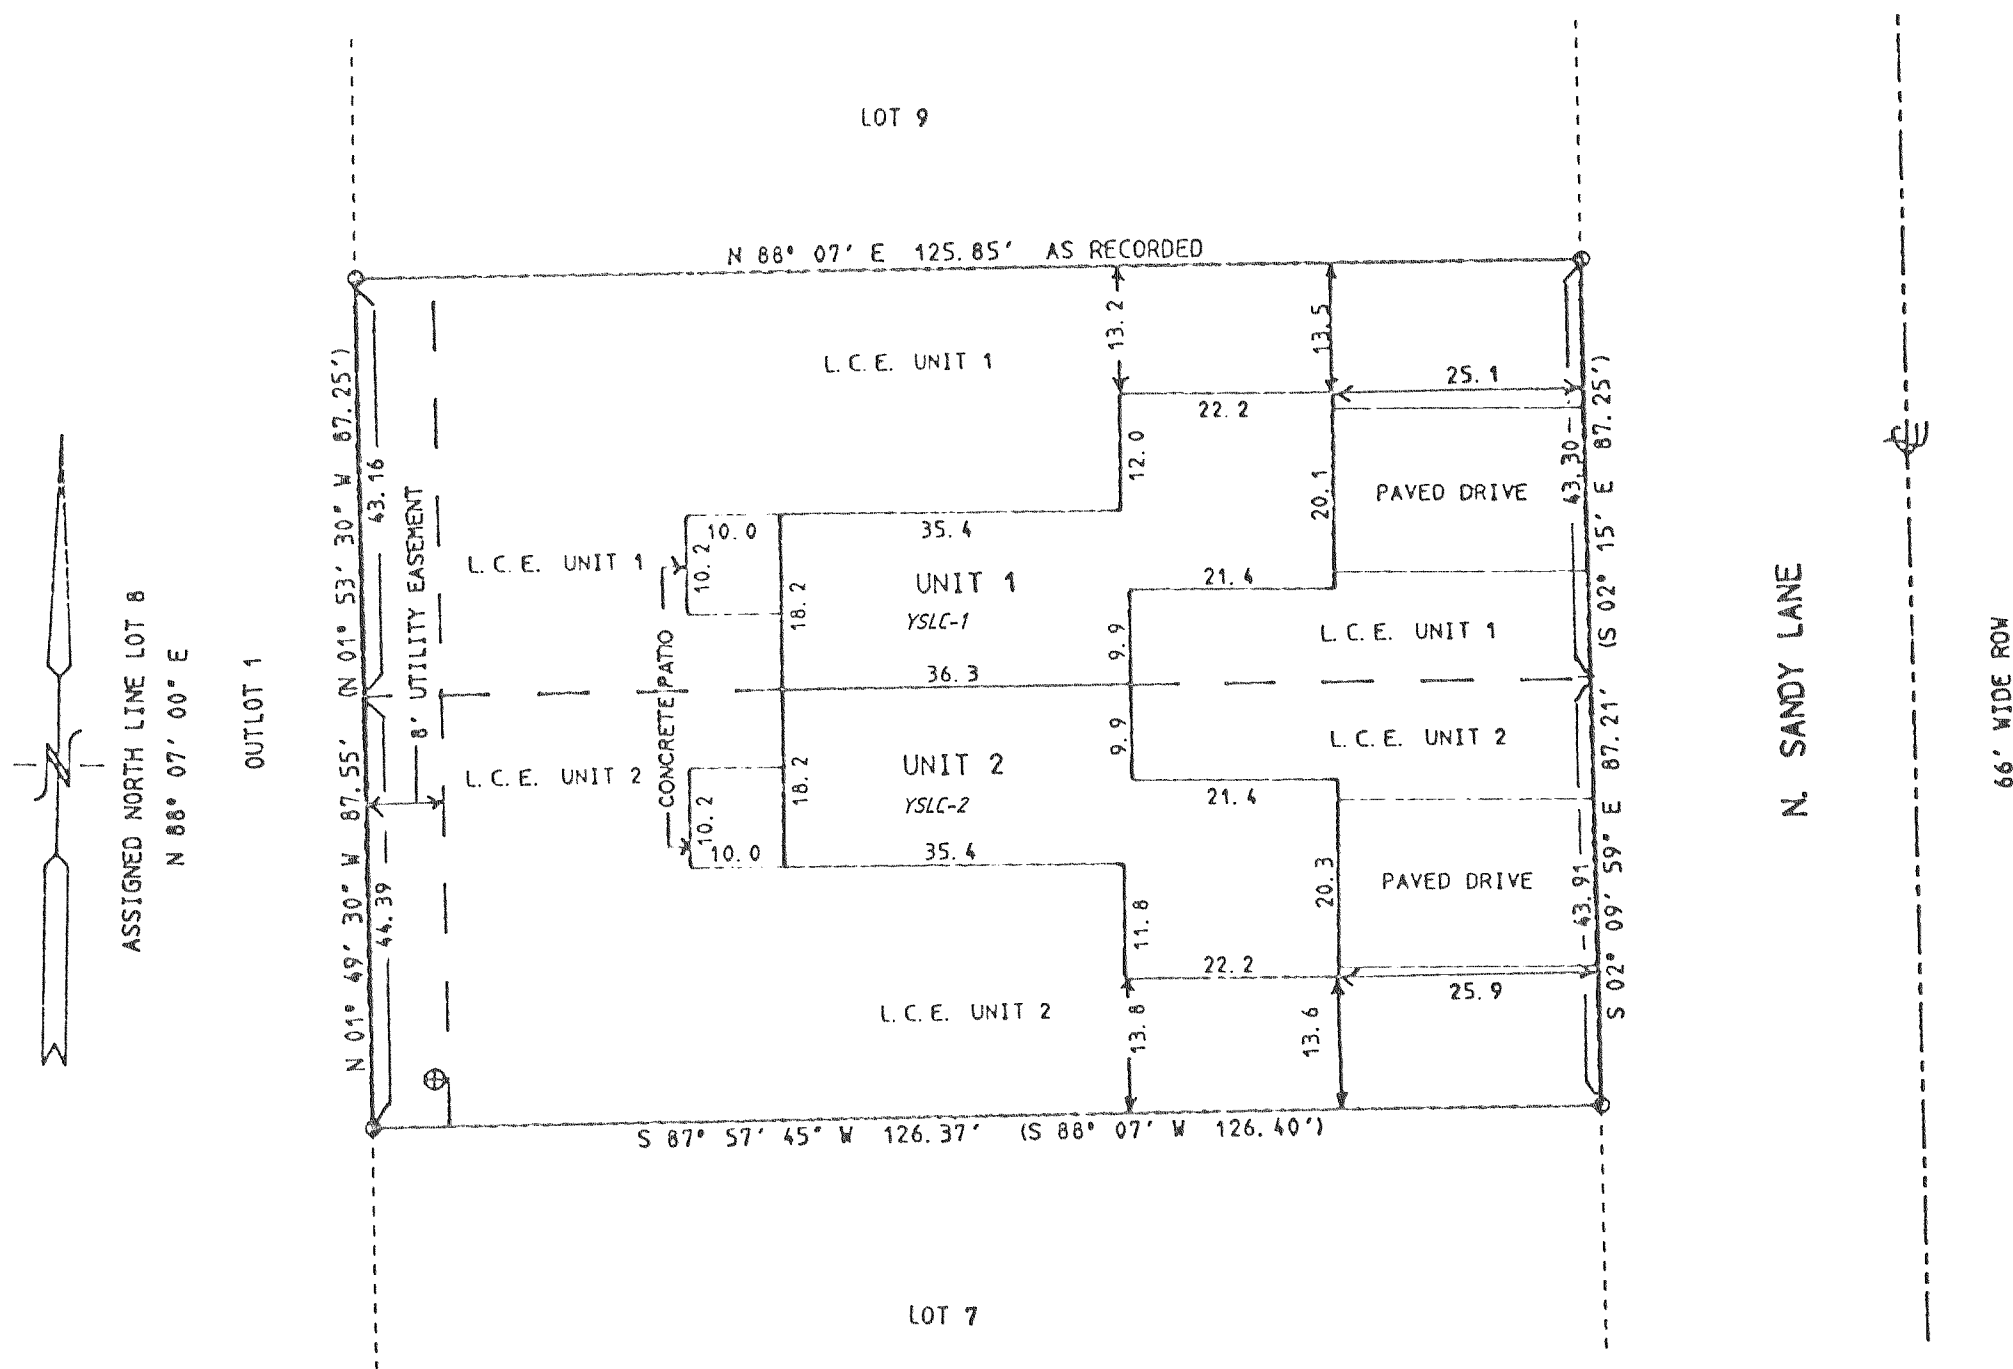 LOT 9
N 88° 07' E 125.85' AS RECORDED
13.2
13.5
L.C.E. UNIT 1
25.1
22.2
(N 01° 53' 30" W 87.25')
43.16
12.0
20.1
PAVED DRIVE
43.30
(S 02° 15' E 87.25')
8' UTILITY EASEMENT
10.0
35.4
10.2
L.C.E. UNIT 1
UNIT 1
YSLC-1
18.2
21.4
L.C.E. UNIT 1
9.9
36.3
CONCRETE PATIO
ASSIGNED NORTH LINE LOT 8
N 88° 07' 00" E
OUTLOT 1
N
N. SANDY LANE
66' WIDE ROW
9.9
L.C.E. UNIT 2
UNIT 2
YSLC-2
L.C.E. UNIT 2
18.2
10.2
10.0
35.4
21.4
N 01° 49' 30" W 87.55'
44.39
11.8
20.3
PAVED DRIVE
43.91
S 02° 09' 59" E 87.21'
22.2
25.9
L.C.E. UNIT 2
13.8
13.6
S 87° 57' 45" W 126.37' (S 88° 07' W 126.40')
LOT 7